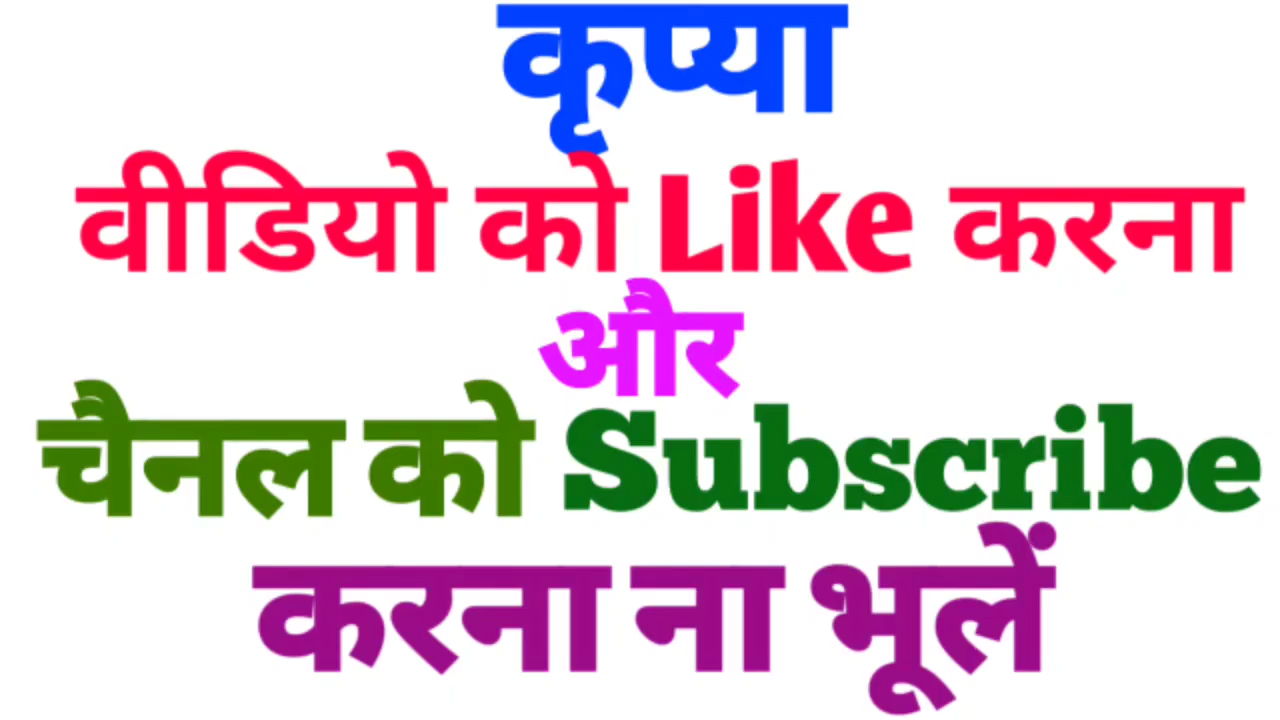 कृप्या
वीडियो को Like करना
और
चैनल को Subscribe
करना ना भूलें